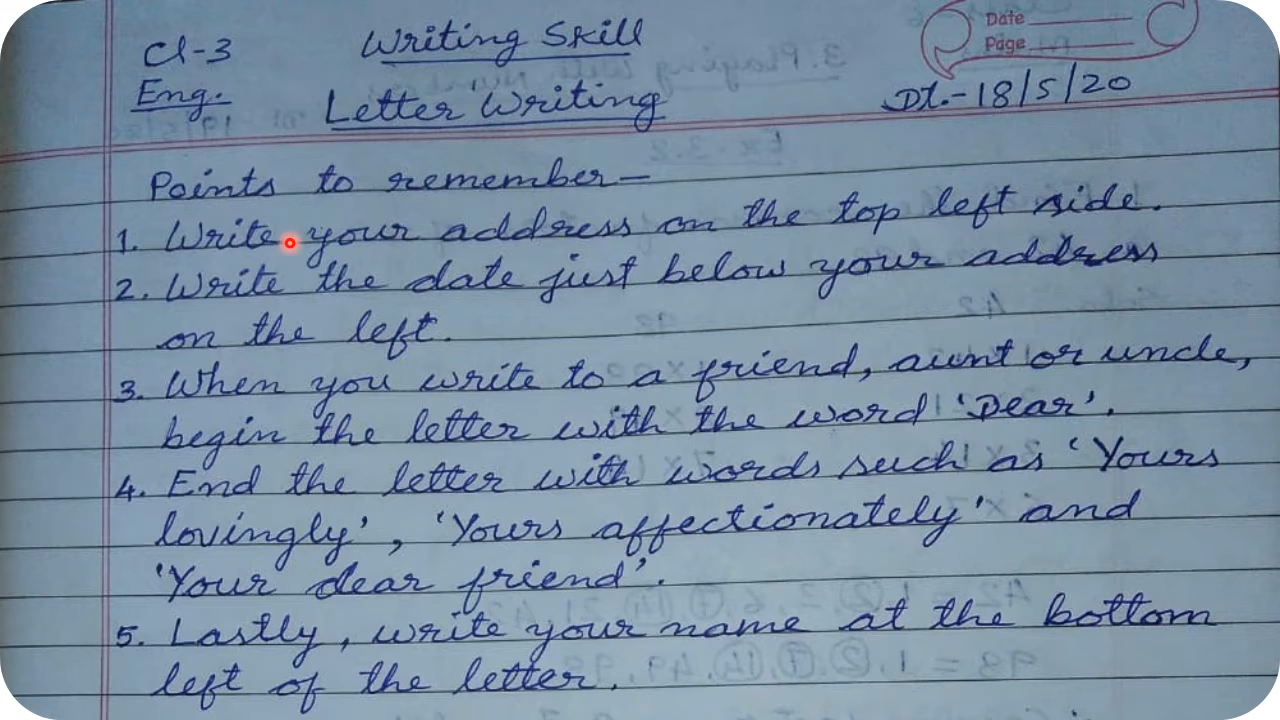 Cl-3
Writing Skill
Date
Page
Eng.
Letter Writing
Dt.-18/5/20
Points to remember—
1. Write your address on the top left side.
2. Write the date just below your address
on the left.
3. When you write to a friend, aunt or uncle,
begin the letter with the word 'Dear'.
4. End the letter with words such as 'Yours
lovingly', 'Yours affectionately' and
'Your dear friend'.
5. Lastly, write your name at the bottom
left of the letter.